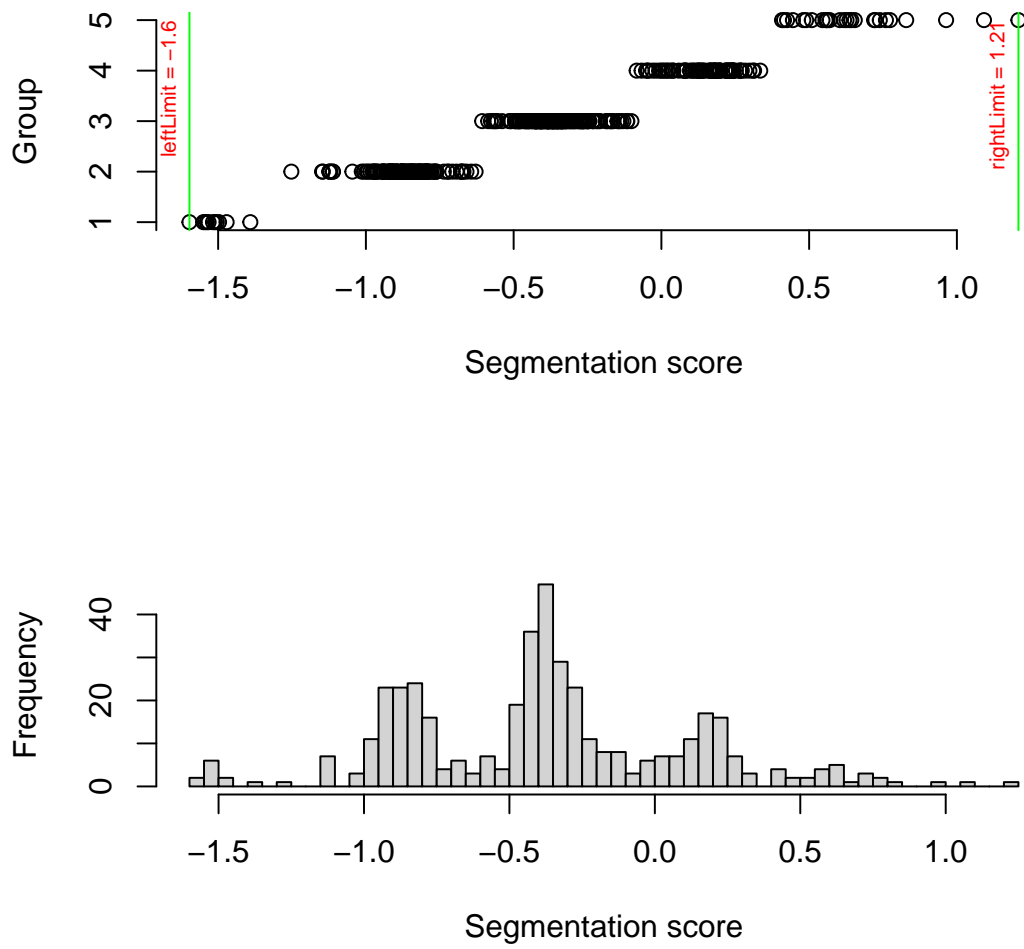 Group
5
4
3
2
1
leftLimit = −1.6
rightLimit = 1.21
−1.5 −1.0 −0.5 0.0 0.5 1.0
Segmentation score
Frequency
40
20
0
−1.5 −1.0 −0.5 0.0 0.5 1.0
Segmentation score